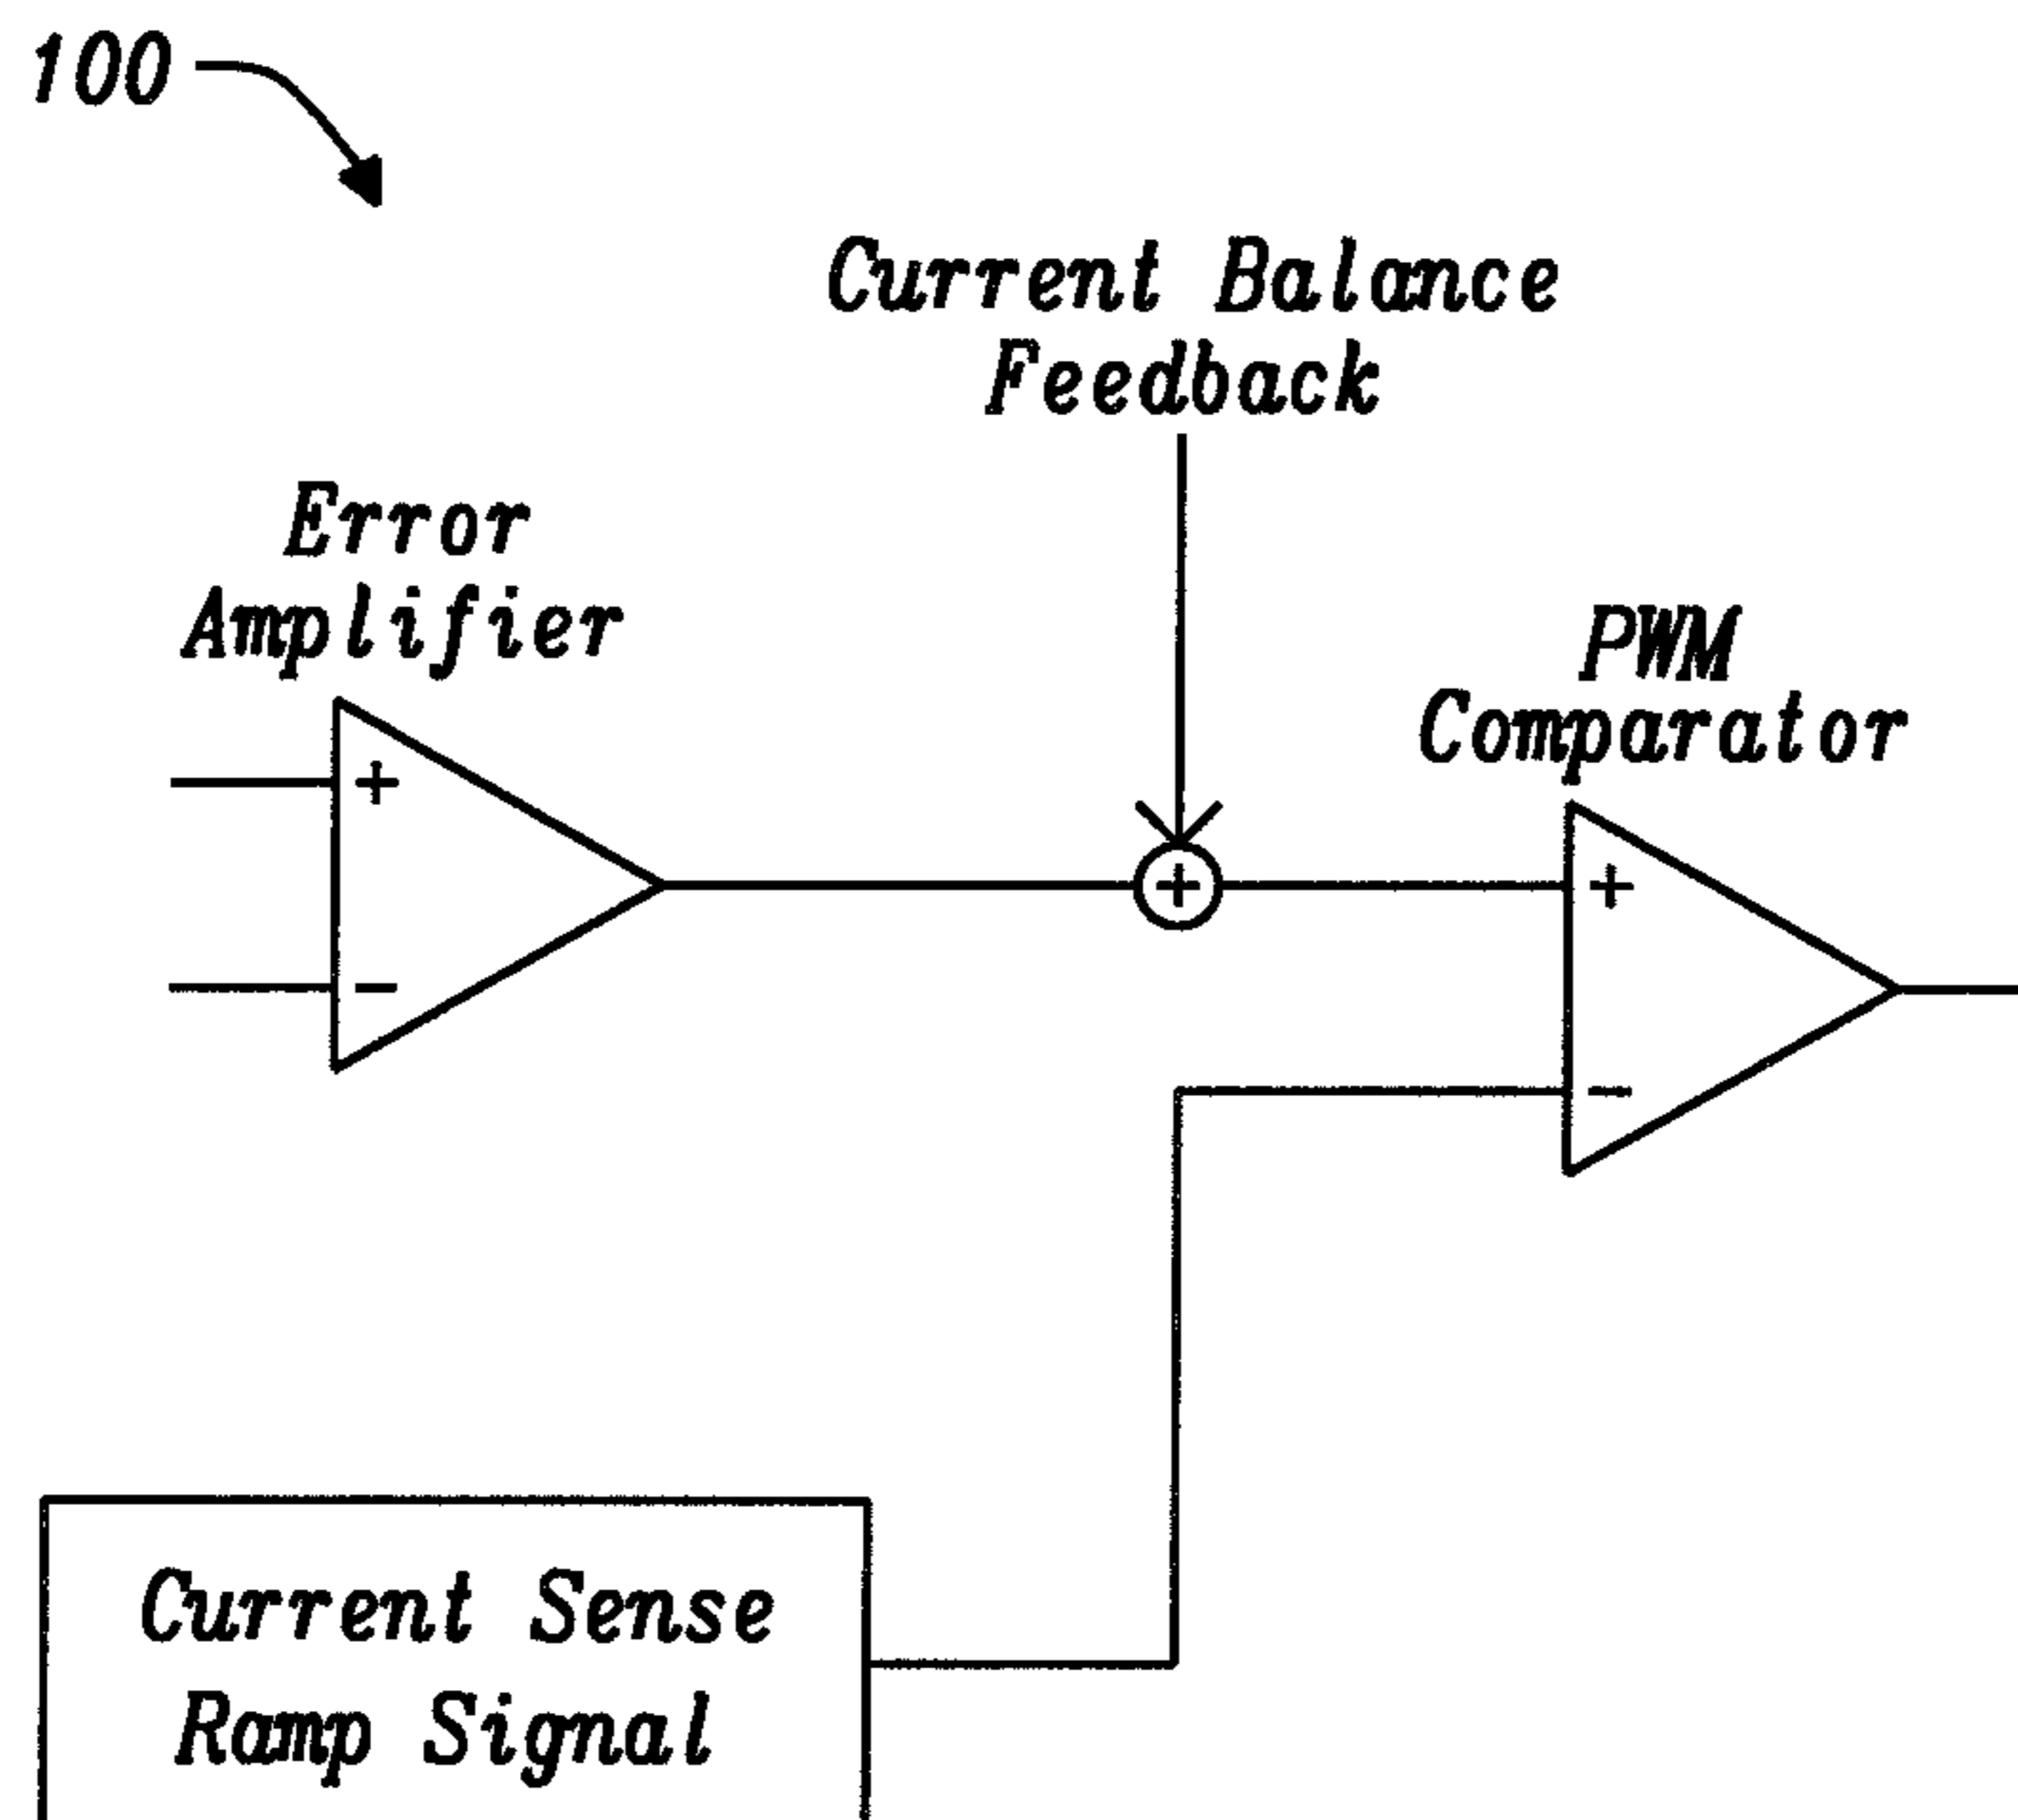 100
Current Balance
Feedback
Error
Amplifier
PWM
Comparator
+
+
+
−
−
Current Sense
Ramp Signal